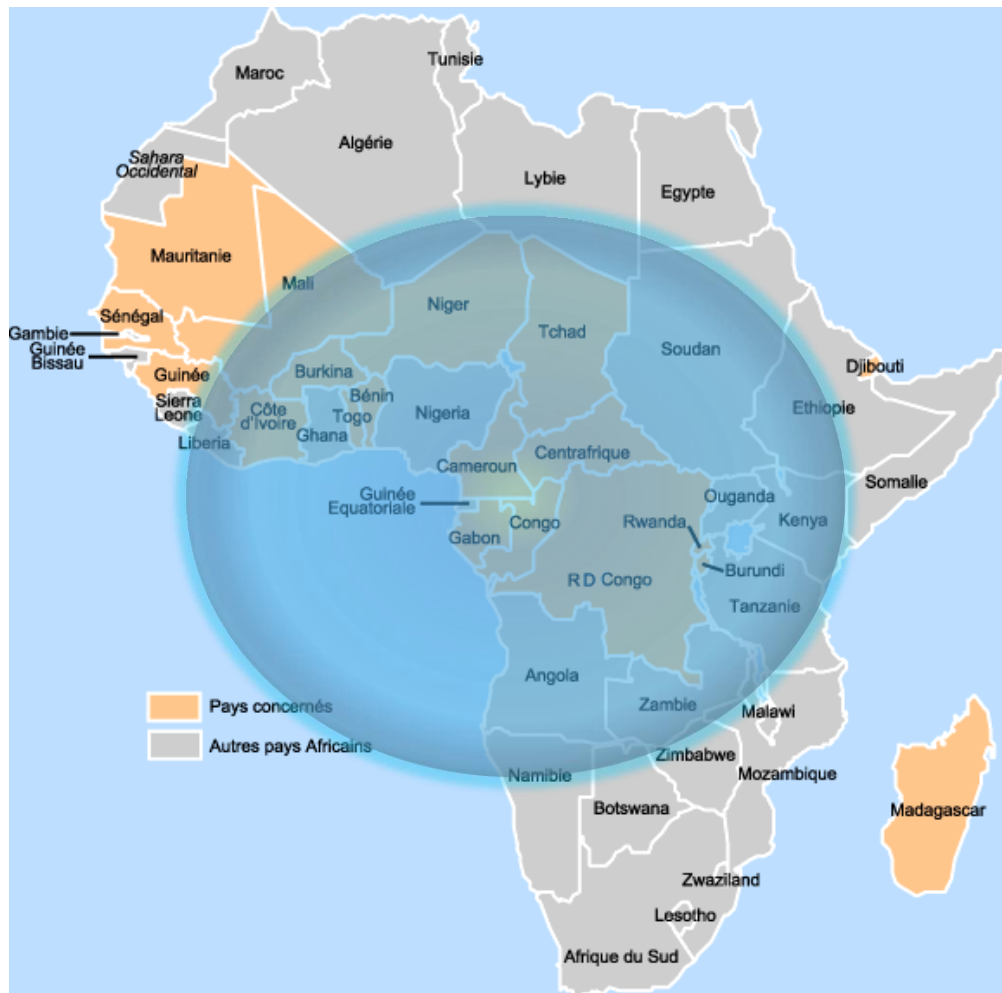 Tunisie
Maroc
Algérie
Sahara
Occidental
Lybie
Egypte
Mauritanie
Mali
Niger
Tchad
Soudan
Sénégal
Gambie
Guinée
Bissau
Guinée
Djibouti
Burkina
Bénin
Sierra
Leone
Côte
d'Ivoire
Togo
Nigeria
Ethiopie
Liberia
Ghana
Centrafrique
Cameroun
Somalie
Guinée
Equatoriale
Ouganda
Congo
Rwanda
Kenya
Gabon
Burundi
R D Congo
Tanzanie
Angola
Zambie
Pays concernés
Malawi
Autres pays Africains
Zimbabwe
Namibie
Mozambique
Botswana
Madagascar
Zwaziland
Lesotho
Afrique du Sud